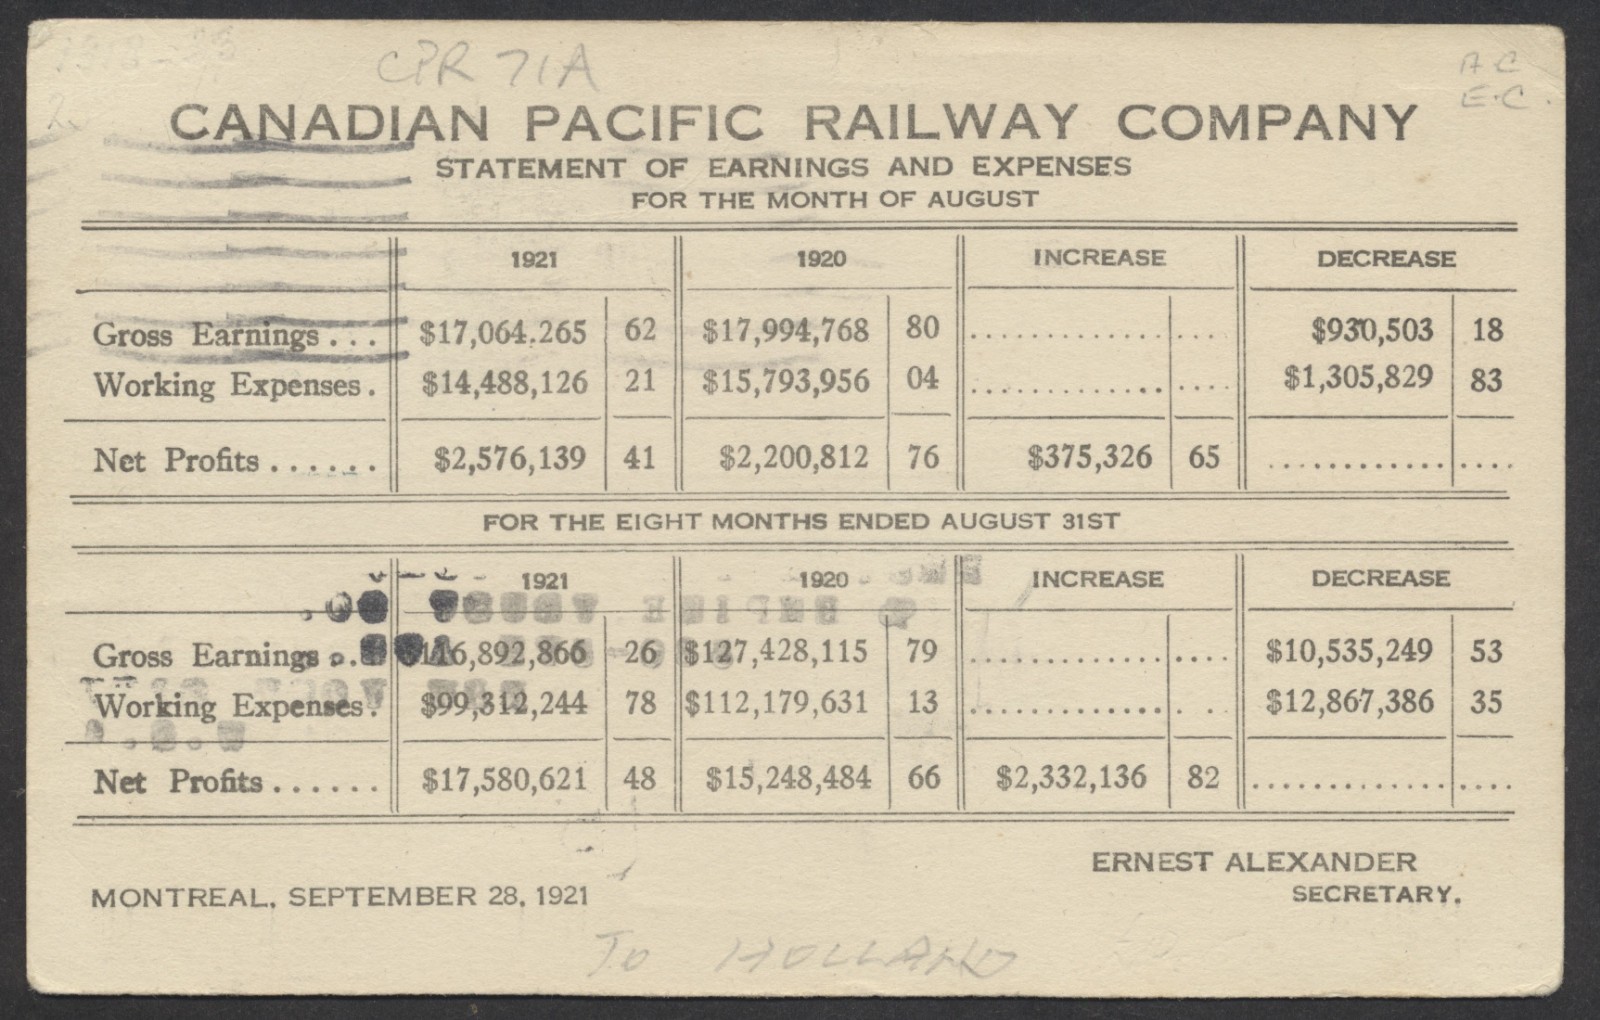 CPR 71A
A.C
E.C.
2.
CANADIAN PACIFIC RAILWAY COMPANY
STATEMENT OF EARNINGS AND EXPENSES
FOR THE MONTH OF AUGUST
1921 1920 INCREASE DECREASE
Gross Earnings... $17,064.265 62 $17,994,768 80 ............. .... $930,503 18
Working Expenses. $14,488,126 21 $15,793,956 04 ............. .... $1,305,829 83
Net Profits...... $2,576,139 41 $2,200,812 76 $375,326 65 ............ ....
FOR THE EIGHT MONTHS ENDED AUGUST 31ST
1921 1920 INCREASE DECREASE
Gross Earnings... $116,892,866 26 $127,428,115 79 ............. .... $10,535,249 53
Working Expenses. $99,312,244 78 $112,179,631 13 ............. . . $12,867,386 35
Net Profits...... $17,580,621 48 $15,248,484 66 $2,332,136 82 ............. ....
ERNEST ALEXANDER
MONTREAL, SEPTEMBER 28, 1921 SECRETARY.
To HOLLAND